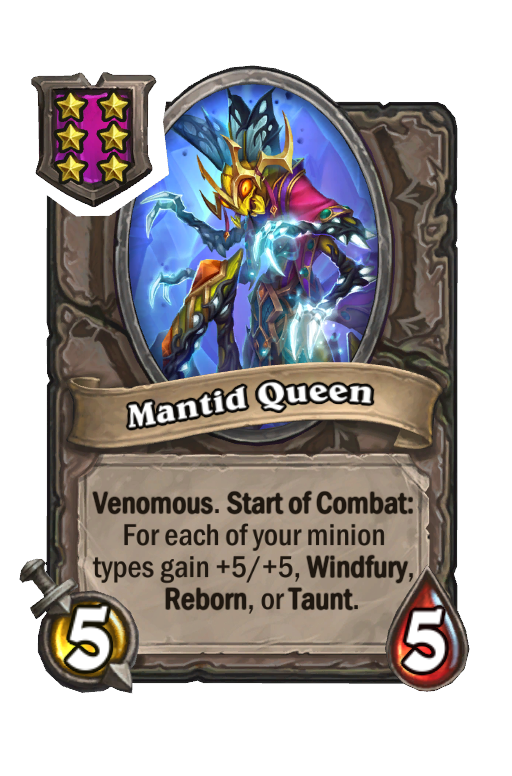 Mantid Queen
Venomous. Start of Combat:
For each of your minion
types gain +5/+5, Windfury,
Reborn, or Taunt.
5
5